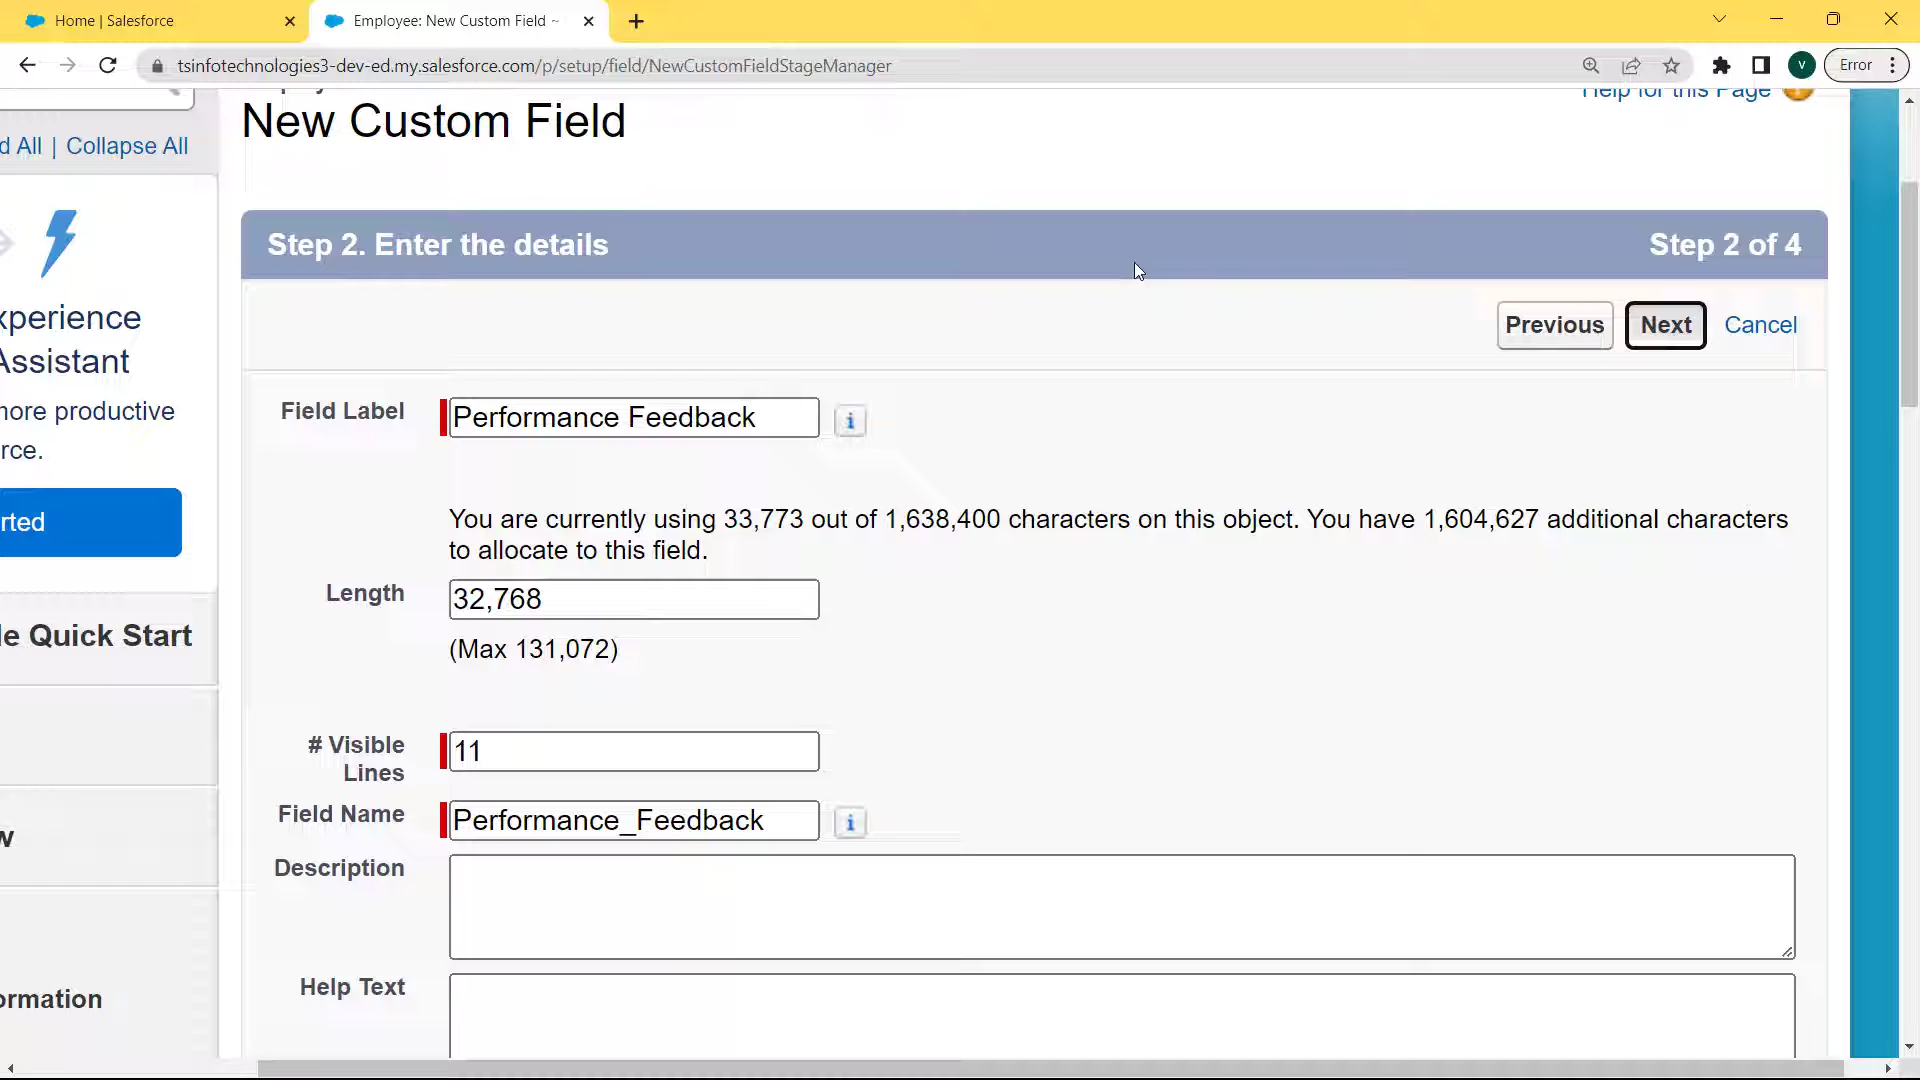 Home | Salesforce
Employee: New Custom Field ~
tsinfotechnologies3-dev-ed.my.salesforce.com/p/setup/field/NewCustomFieldStageManager
V
Error
Help for this Page
New Custom Field
d All | Collapse All
Step 2. Enter the details
Step 2 of 4
xperience
Assistant
more productive
rce.
rted
Previous
Next
Cancel
Field Label
Performance Feedback
You are currently using 33,773 out of 1,638,400 characters on this object. You have 1,604,627 additional characters
to allocate to this field.
Length
32,768
(Max 131,072)
le Quick Start
# Visible
Lines
11
Field Name
Performance_Feedback
w
Description
Help Text
ormation